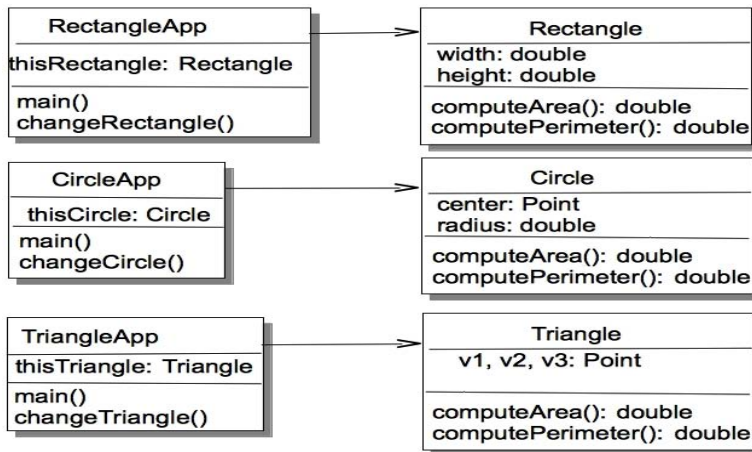 RectangleApp
thisRectangle: Rectangle
main()
changeRectangle()
Rectangle
width: double
height: double
computeArea(): double
computePerimeter(): double
CircleApp
thisCircle: Circle
main()
changeCircle()
Circle
center: Point
radius: double
computeArea(): double
computePerimeter(): double
TriangleApp
thisTriangle: Triangle
main()
changeTriangle()
Triangle
v1, v2, v3: Point
computeArea(): double
computePerimeter(): double